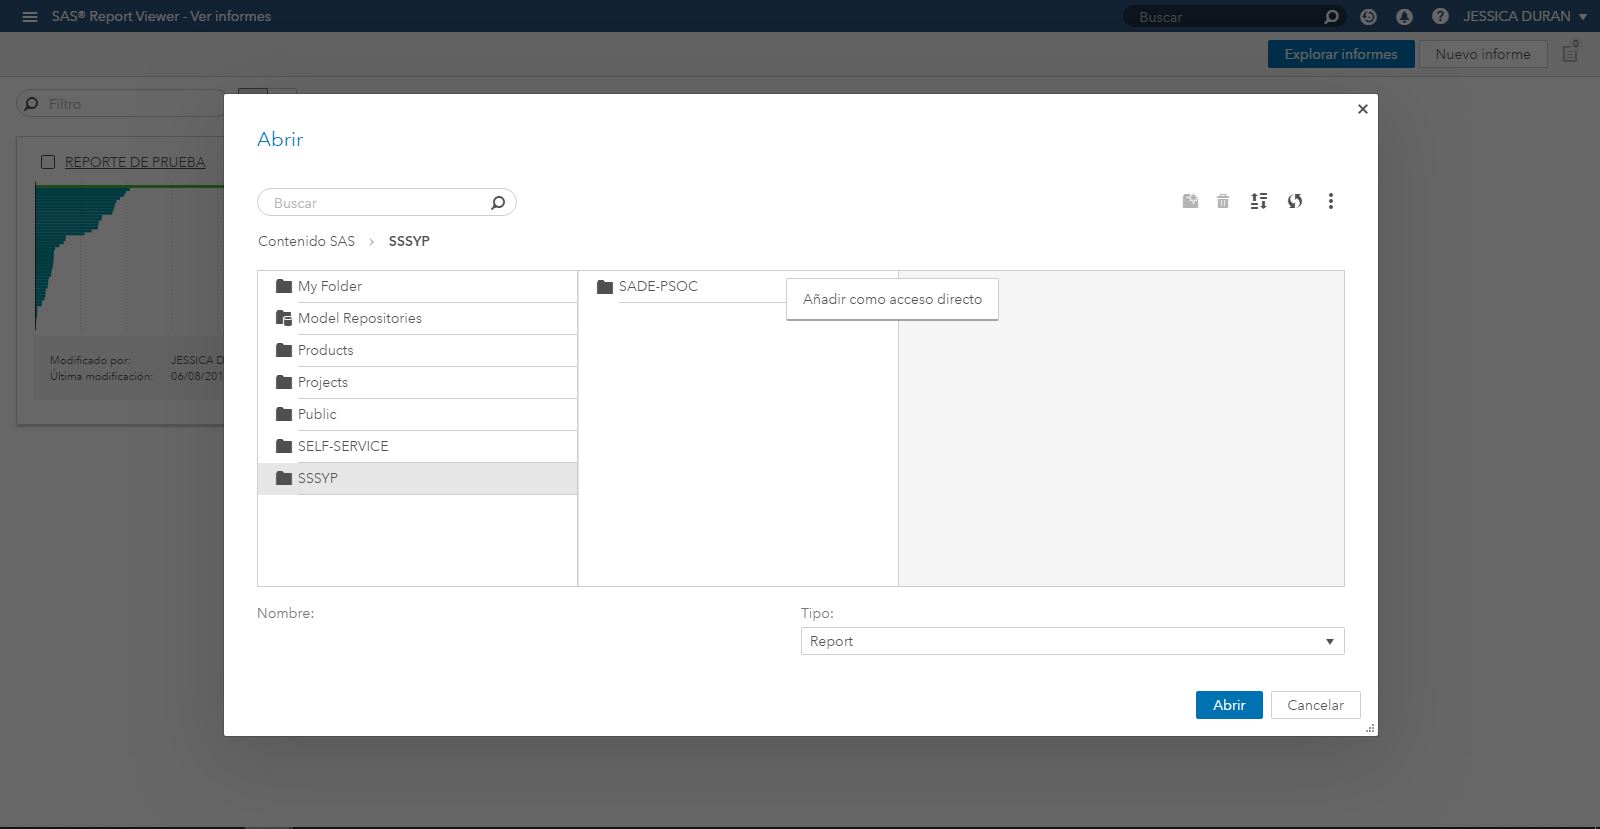 SAS® Report Viewer - Ver informes
Buscar
JESSICA DURAN
Explorar informes
Nuevo informe
0
Filtro
REPORTE DE PRUEBA
Modificado por: JESSICA D
Última modificación: 06/08/201
Abrir
Buscar
Contenido SAS > SSSYP
My Folder
Model Repositories
Products
Projects
Public
SELF-SERVICE
SSSYP
SADE-PSOC
Añadir como acceso directo
Nombre:
Tipo:
Report
Abrir
Cancelar